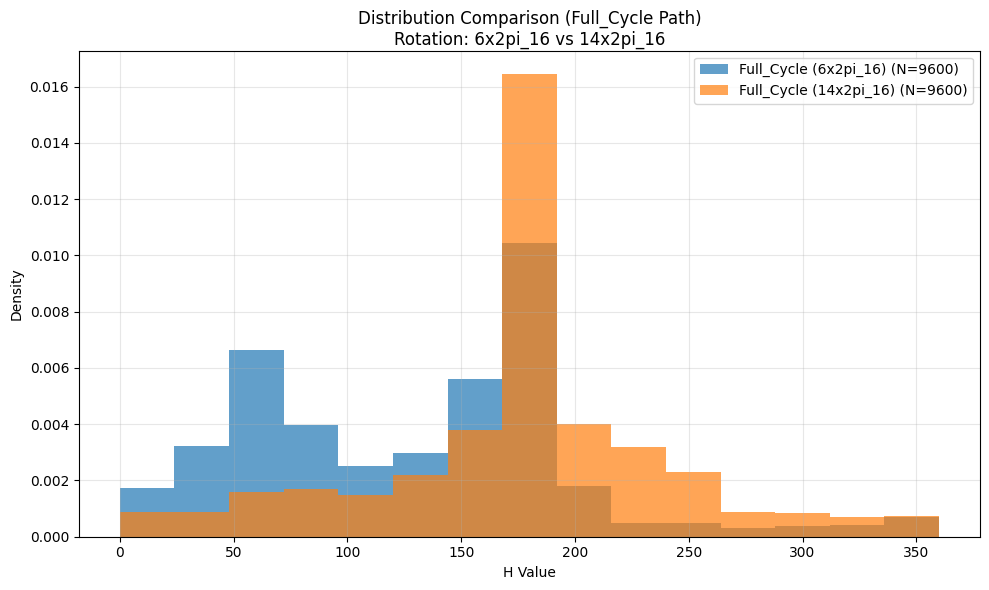 Distribution Comparison (Full_Cycle Path)
Rotation: 6x2pi_16 vs 14x2pi_16
Full_Cycle (6x2pi_16) (N=9600)
Full_Cycle (14x2pi_16) (N=9600)
Density
0.016
0.014
0.012
0.010
0.008
0.006
0.004
0.002
0.000
0 50 100 150 200 250 300 350
H Value